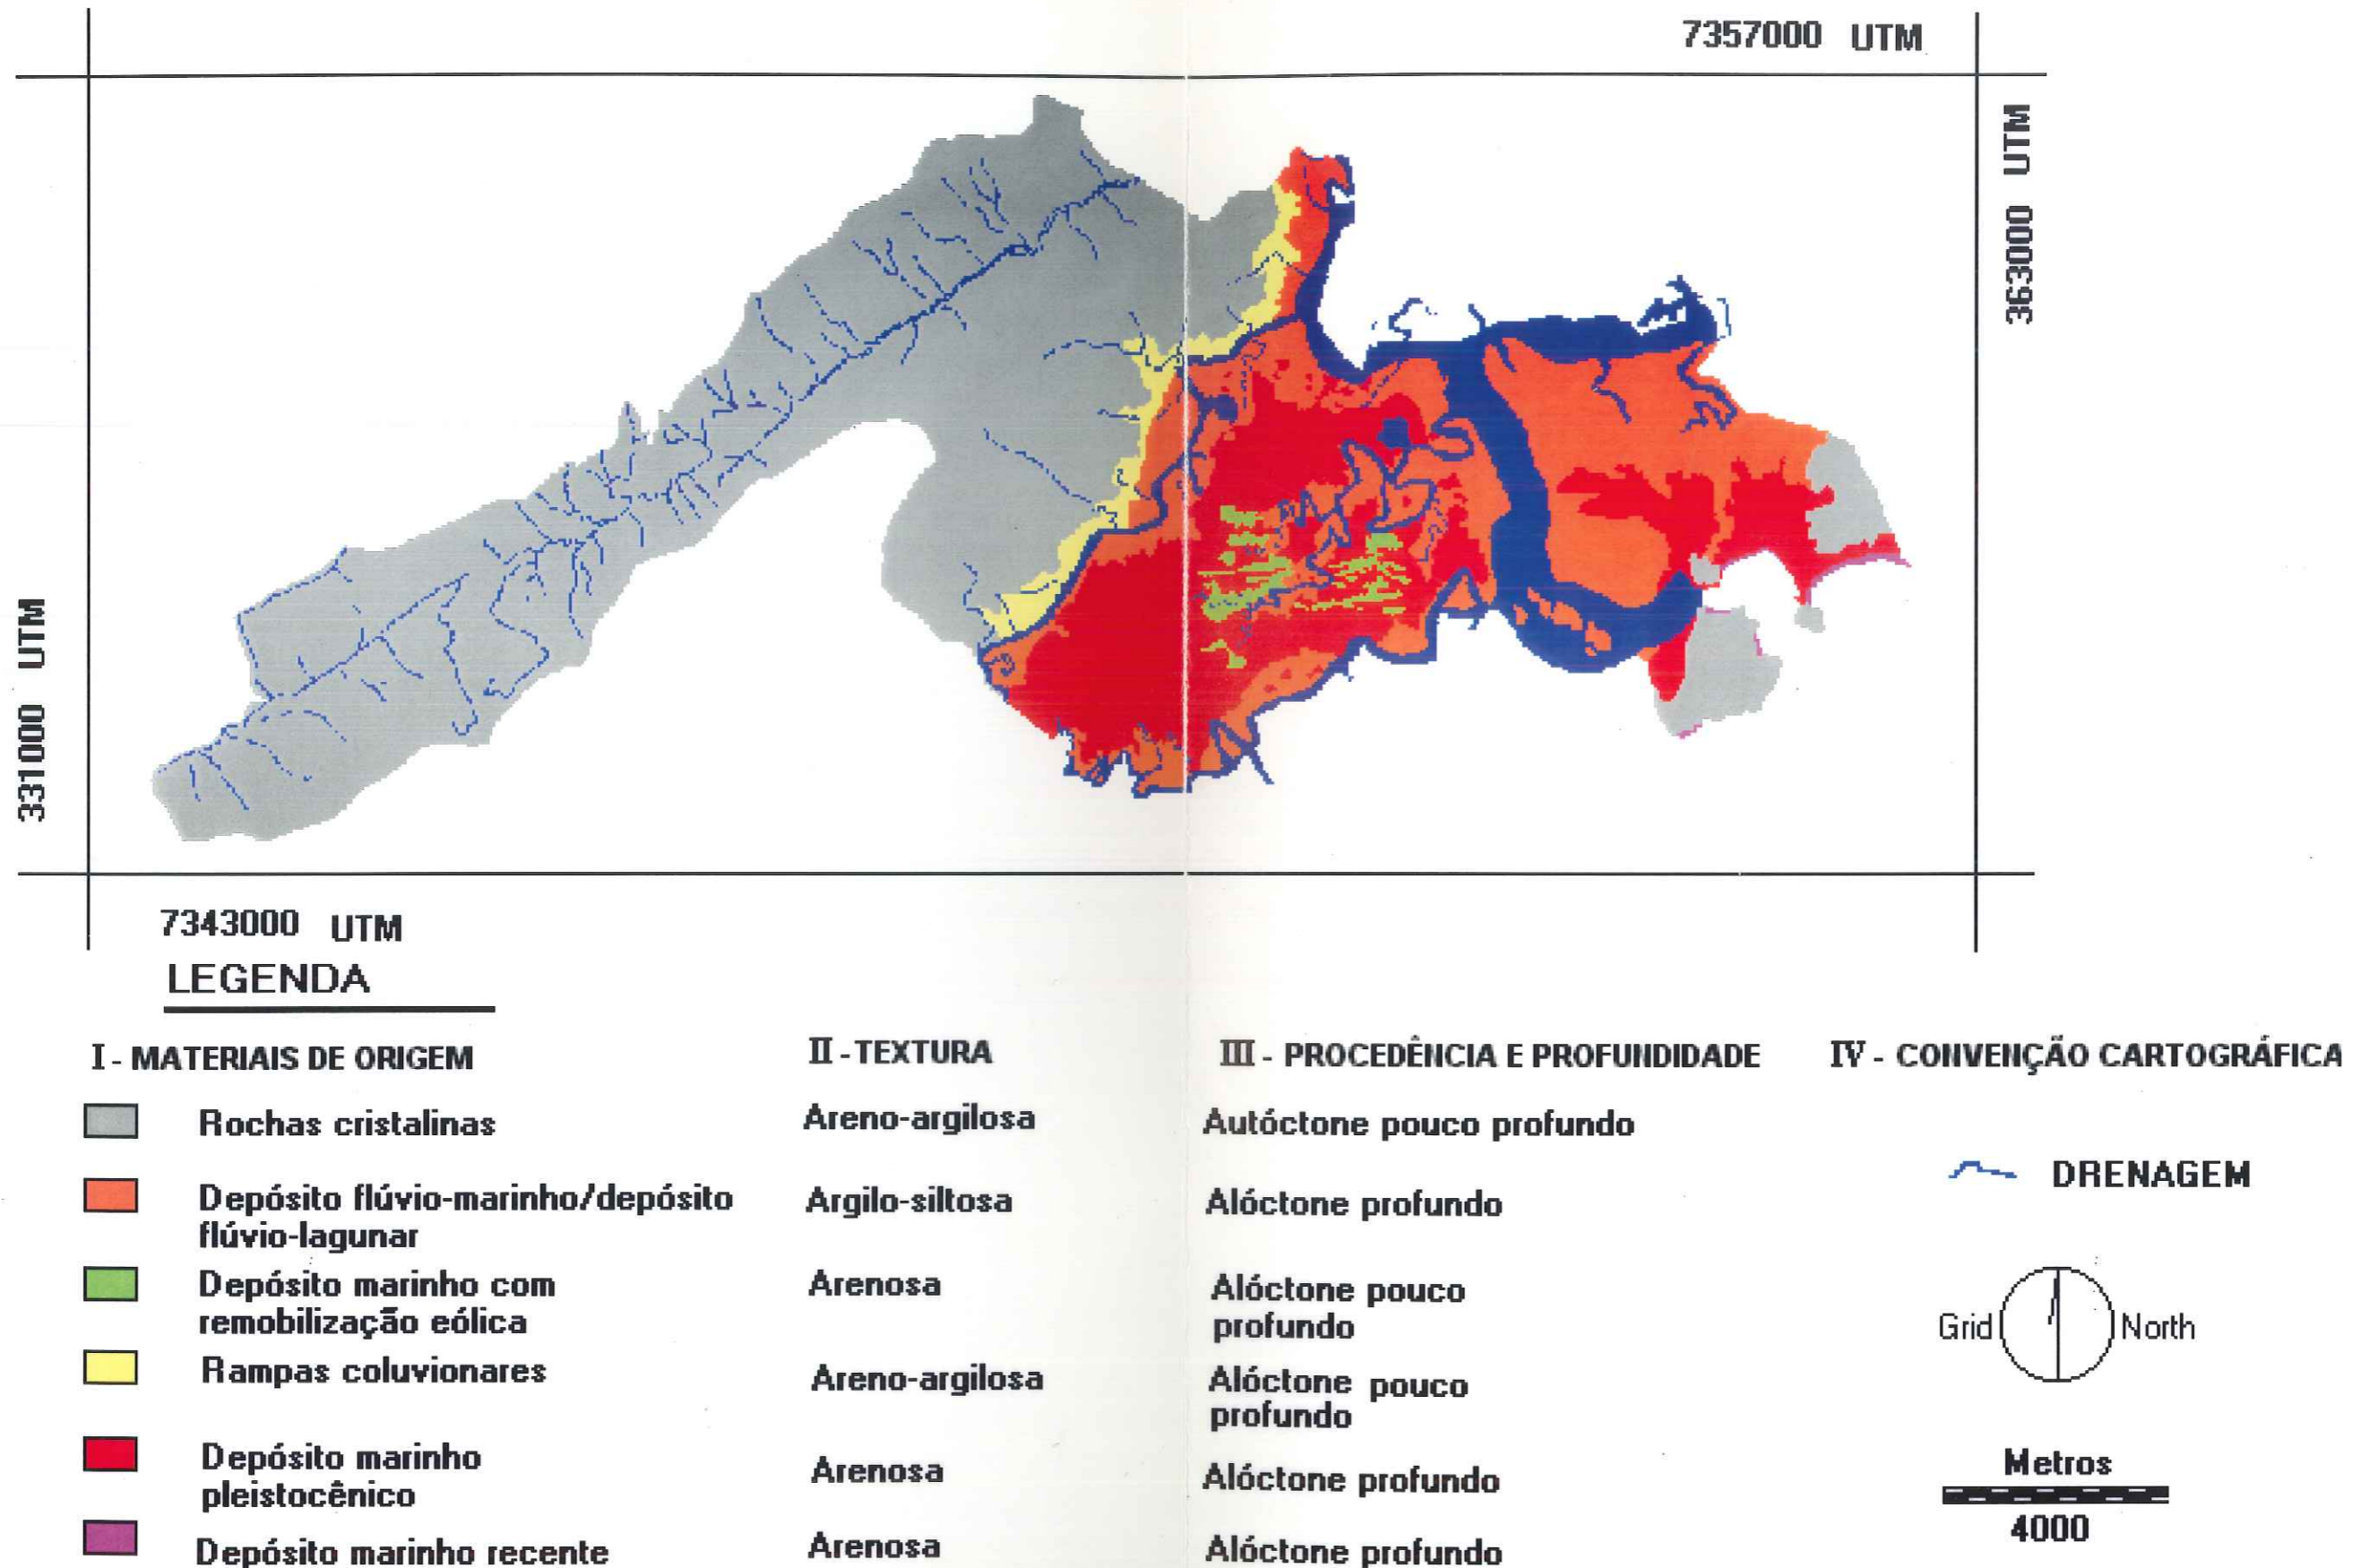 7357000 UTM
363000 UTM
331000 UTM
7343000 UTM
LEGENDA
I - MATERIAIS DE ORIGEM
II - TEXTURA
III - PROCEDÊNCIA E PROFUNDIDADE
IV - CONVENÇÃO CARTOGRÁFICA
Rochas cristalinas
Areno-argilosa
Autóctone pouco profundo
DRENAGEM
Depósito flúvio-marinho/depósito
flúvio-lagunar
Argilo-siltosa
Alóctone profundo
Depósito marinho com
remobilização eólica
Arenosa
Alóctone pouco
profundo
Grid North
Rampas coluvionares
Areno-argilosa
Alóctone pouco
profundo
Depósito marinho
pleistocênico
Arenosa
Alóctone profundo
Metros
4000
Depósito marinho recente
Arenosa
Alóctone profundo